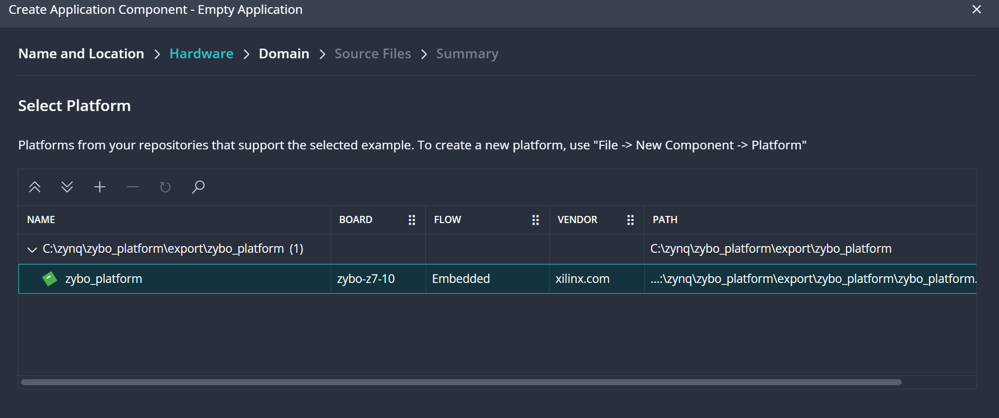 Create Application Component - Empty Application
Name and Location > Hardware > Domain > Source Files > Summary
Select Platform
Platforms from your repositories that support the selected example. To create a new platform, use "File -> New Component -> Platform"
NAME BOARD FLOW VENDOR PATH
C:\zynq\zybo_platform\export\zybo_platform (1) C:\zynq\zybo_platform\export\zybo_platform
zybo_platform zybo-z7-10 Embedded xilinx.com ...:\zynq\zybo_platform\export\zybo_platform\zybo_platform.